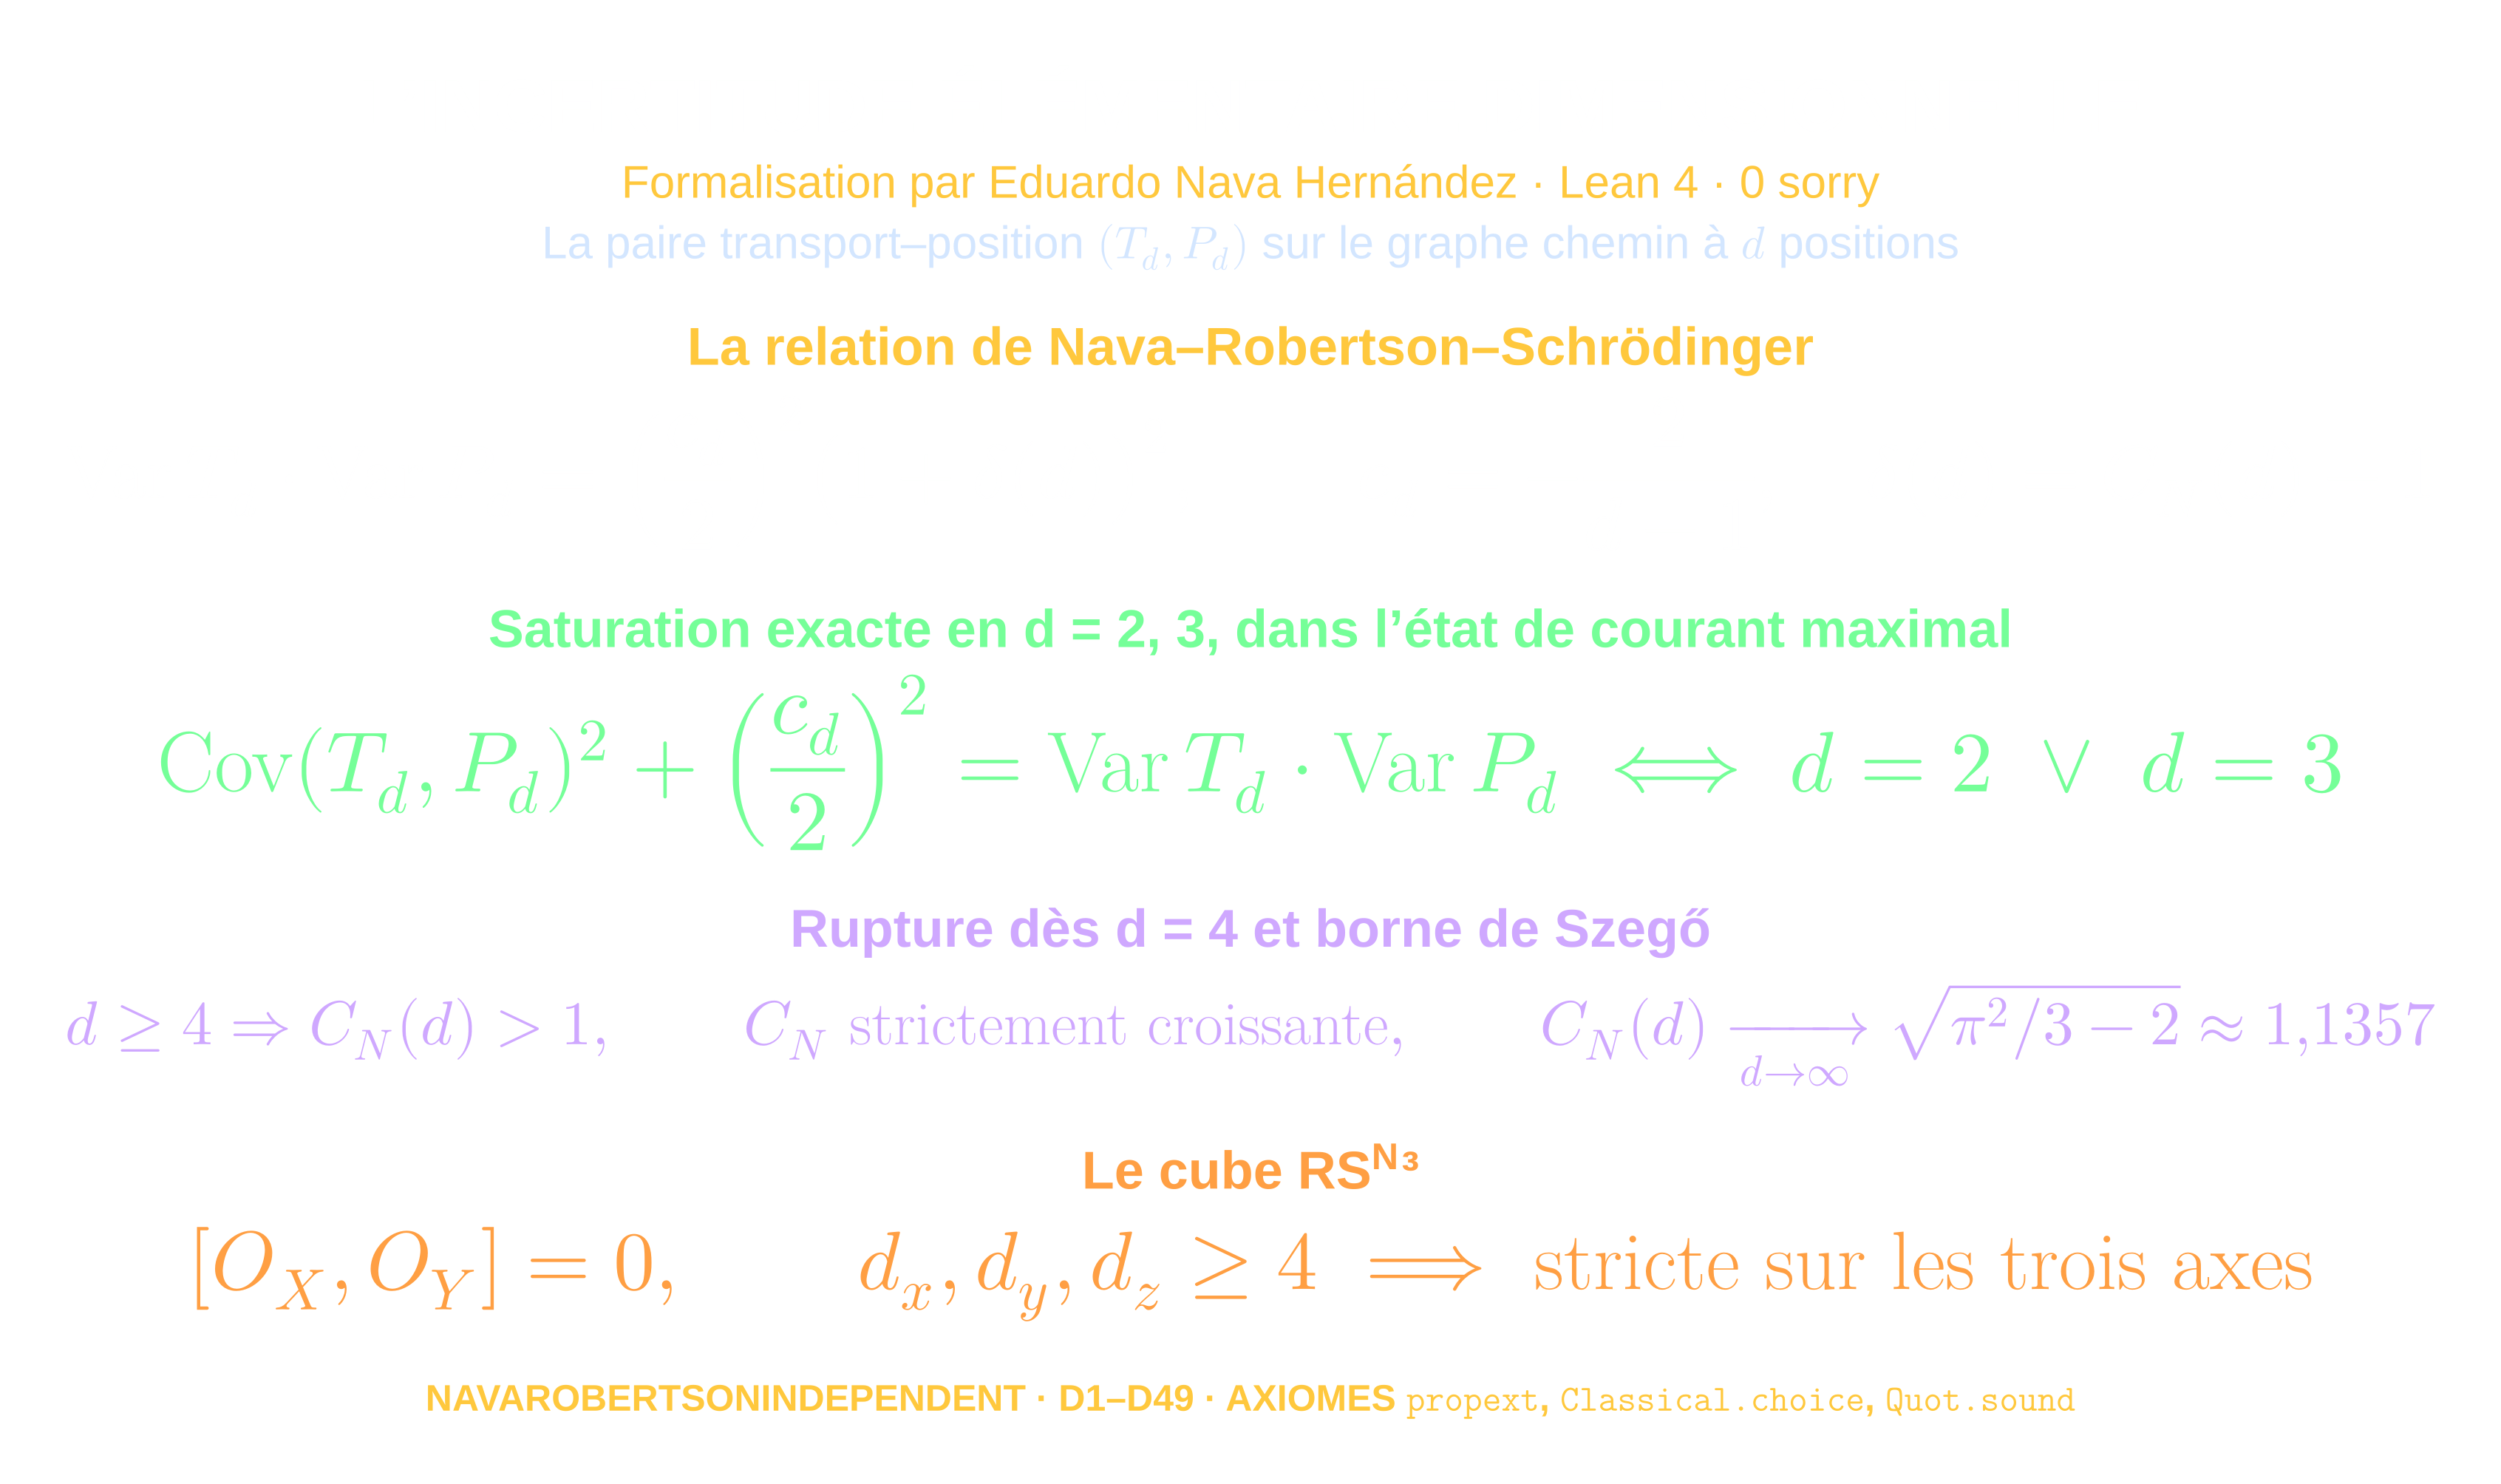 Formalisation par Eduardo Nava Hernández · Lean 4 · 0 sorry
La paire transport–position (T_d, P_d) sur le graphe chemin à d positions
La relation de Nava–Robertson–Schrödinger
Saturation exacte en d = 2, 3, dans l’état de courant maximal
Cov(T_d, P_d)² + (c_d/2)² = Var T_d · Var P_d ⟺ d = 2 ∨ d = 3
Rupture dès d = 4 et borne de Szegő
d ≥ 4 ⇒ C_N(d) > 1, C_N strictement croissante, C_N(d) ⟶_{d→∞} √(π²/3 − 2) ≈ 1,1357
Le cube RSᴺ³
[O_X, O_Y] = 0, d_x, d_y, d_z ≥ 4 ⟹ stricte sur les trois axes
NAVAROBERTSONINDEPENDENT · D1–D49 · AXIOMES propext, Classical.choice, Quot.sound